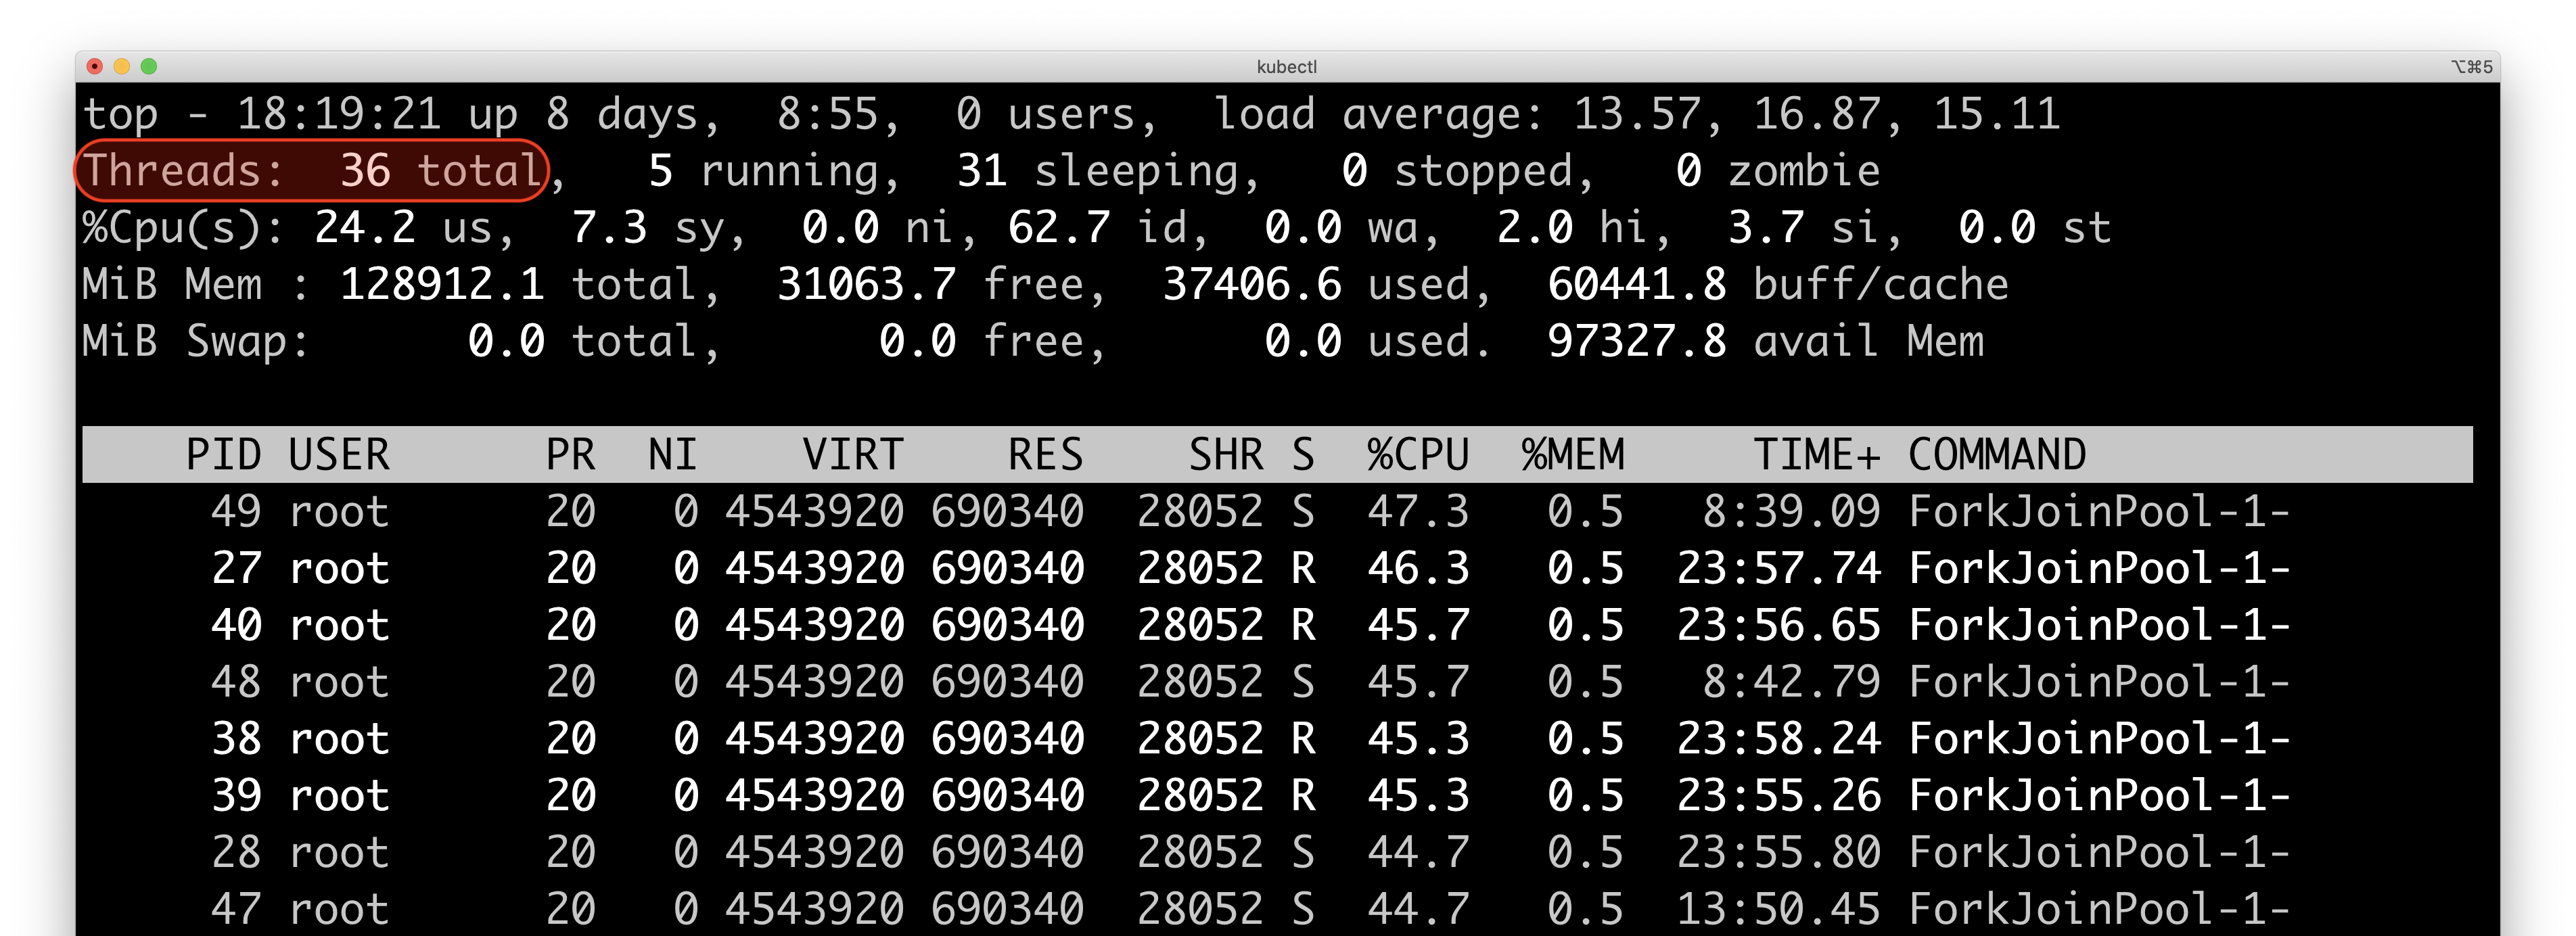 kubectl ⌥⌘5
top - 18:19:21 up 8 days,  8:55,  0 users,  load average: 13.57, 16.87, 15.11
Threads:  36 total,   5 running,  31 sleeping,   0 stopped,   0 zombie
%Cpu(s): 24.2 us,  7.3 sy,  0.0 ni, 62.7 id,  0.0 wa,  2.0 hi,  3.7 si,  0.0 st
MiB Mem : 128912.1 total,  31063.7 free,  37406.6 used,  60441.8 buff/cache
MiB Swap:      0.0 total,      0.0 free,      0.0 used.  97327.8 avail Mem
PID USER      PR  NI    VIRT    RES    SHR S  %CPU  %MEM     TIME+ COMMAND
49 root      20   0 4543920 690340  28052 S  47.3   0.5   8:39.09 ForkJoinPool-1-
27 root      20   0 4543920 690340  28052 R  46.3   0.5  23:57.74 ForkJoinPool-1-
40 root      20   0 4543920 690340  28052 R  45.7   0.5  23:56.65 ForkJoinPool-1-
48 root      20   0 4543920 690340  28052 S  45.7   0.5   8:42.79 ForkJoinPool-1-
38 root      20   0 4543920 690340  28052 R  45.3   0.5  23:58.24 ForkJoinPool-1-
39 root      20   0 4543920 690340  28052 R  45.3   0.5  23:55.26 ForkJoinPool-1-
28 root      20   0 4543920 690340  28052 S  44.7   0.5  23:55.80 ForkJoinPool-1-
47 root      20   0 4543920 690340  28052 S  44.7   0.5  13:50.45 ForkJoinPool-1-